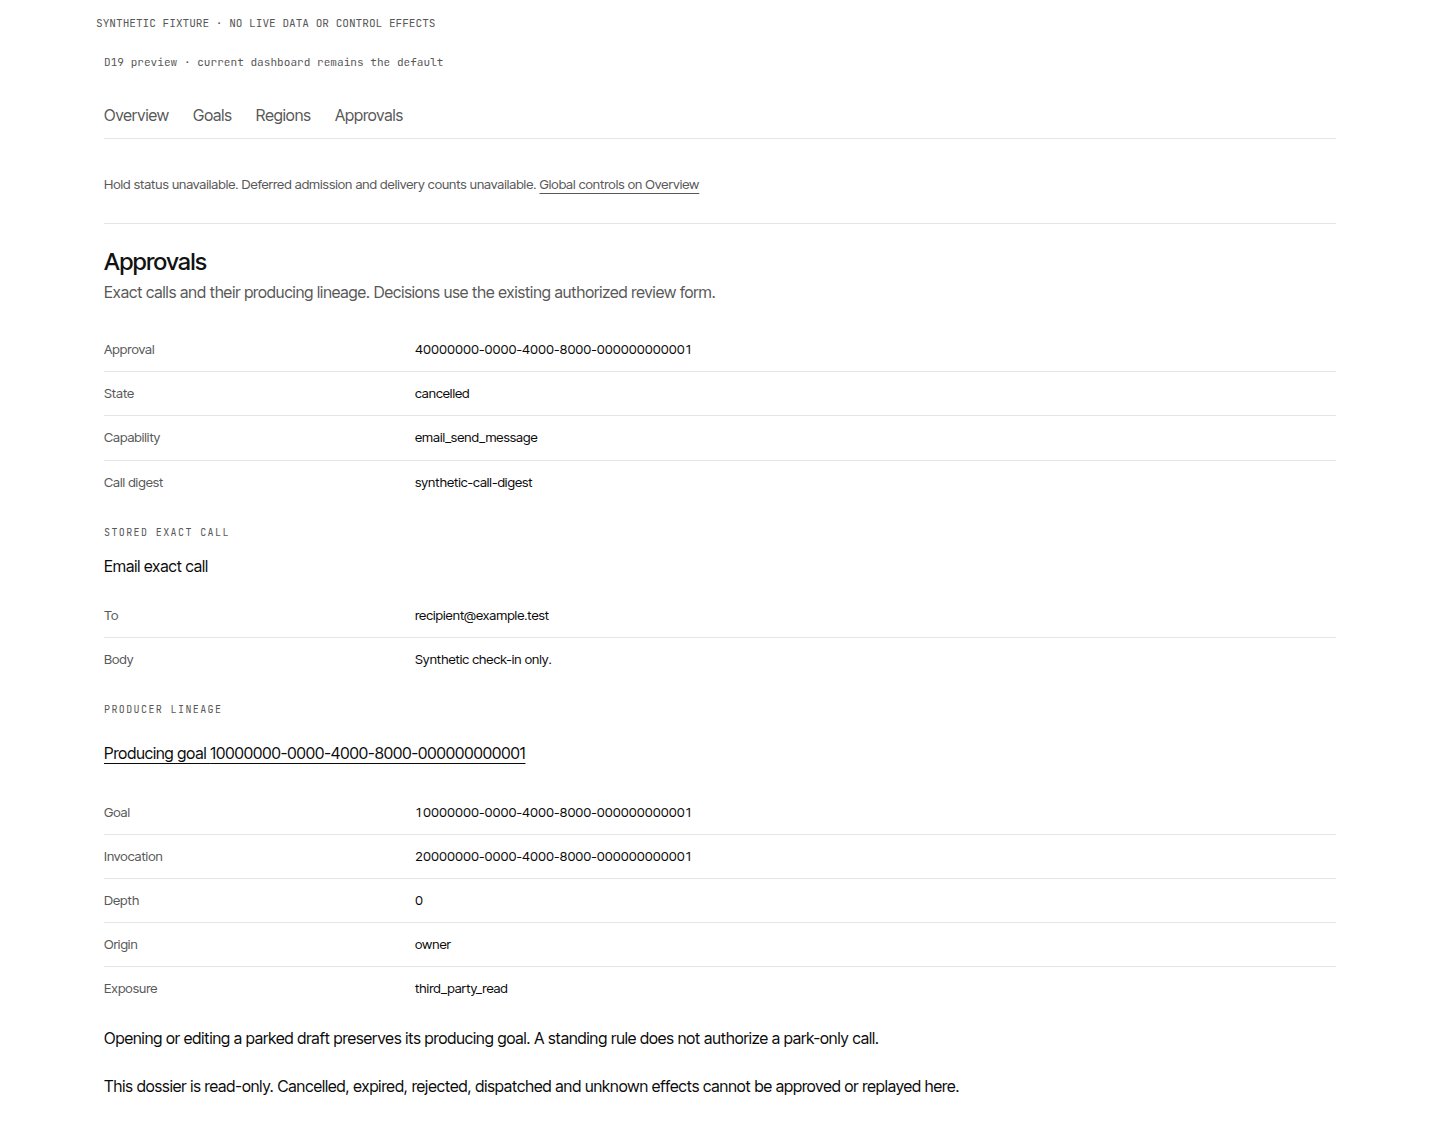 SYNTHETIC FIXTURE · NO LIVE DATA OR CONTROL EFFECTS
D19 preview · current dashboard remains the default
Overview Goals Regions Approvals
Hold status unavailable. Deferred admission and delivery counts unavailable. Global controls on Overview
Approvals
Exact calls and their producing lineage. Decisions use the existing authorized review form.
Approval 40000000-0000-4000-8000-000000000001
State cancelled
Capability email_send_message
Call digest synthetic-call-digest
STORED EXACT CALL
Email exact call
To recipient@example.test
Body Synthetic check-in only.
PRODUCER LINEAGE
Producing goal 10000000-0000-4000-8000-000000000001
Goal 10000000-0000-4000-8000-000000000001
Invocation 20000000-0000-4000-8000-000000000001
Depth 0
Origin owner
Exposure third_party_read
Opening or editing a parked draft preserves its producing goal. A standing rule does not authorize a park-only call.
This dossier is read-only. Cancelled, expired, rejected, dispatched and unknown effects cannot be approved or replayed here.